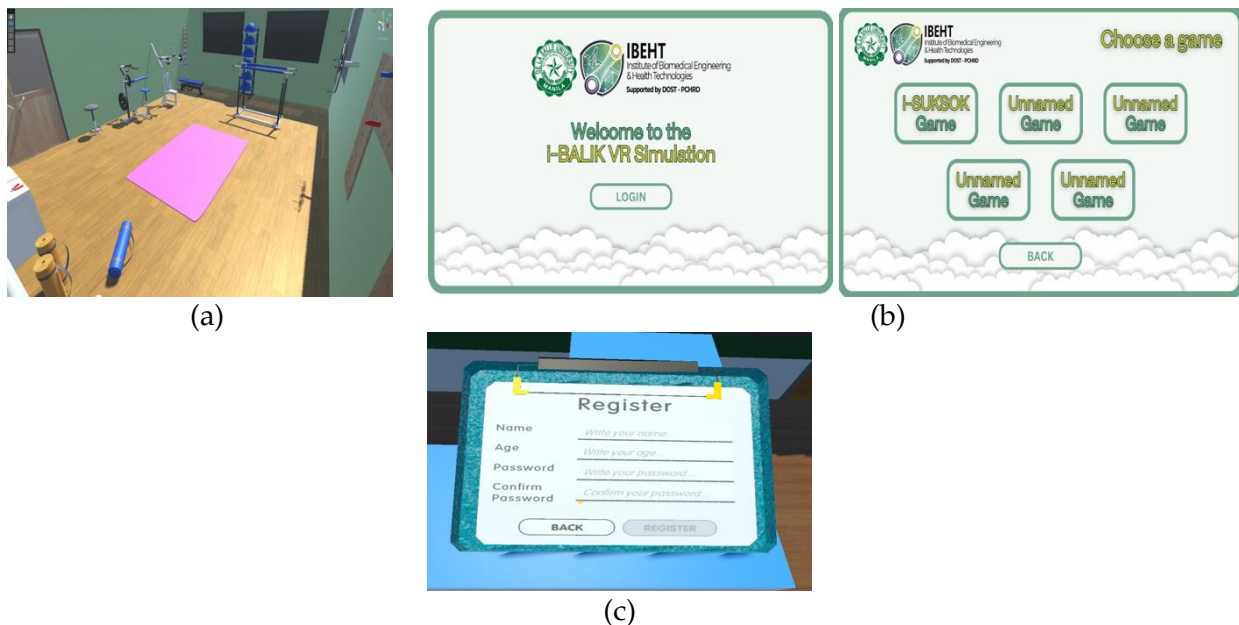 IBEHT
Institute of Biomedical Engineering
& Health Technologies
Supported by DOST - PCHRD
Welcome to the
i-BALIK VR Simulation
LOGIN
IBEHT
Institute of Biomedical Engineering
& Health Technologies
Supported by DOST - PCHRD
Choose a game
i-SUKSOK
Game
Unnamed
Game
Unnamed
Game
Unnamed
Game
Unnamed
Game
BACK
(a)
(b)
Register
Name
Write your name...
Age
Write your age...
Password
Write your password...
Confirm
Password
Confirm your password...
BACK
REGISTER
(c)